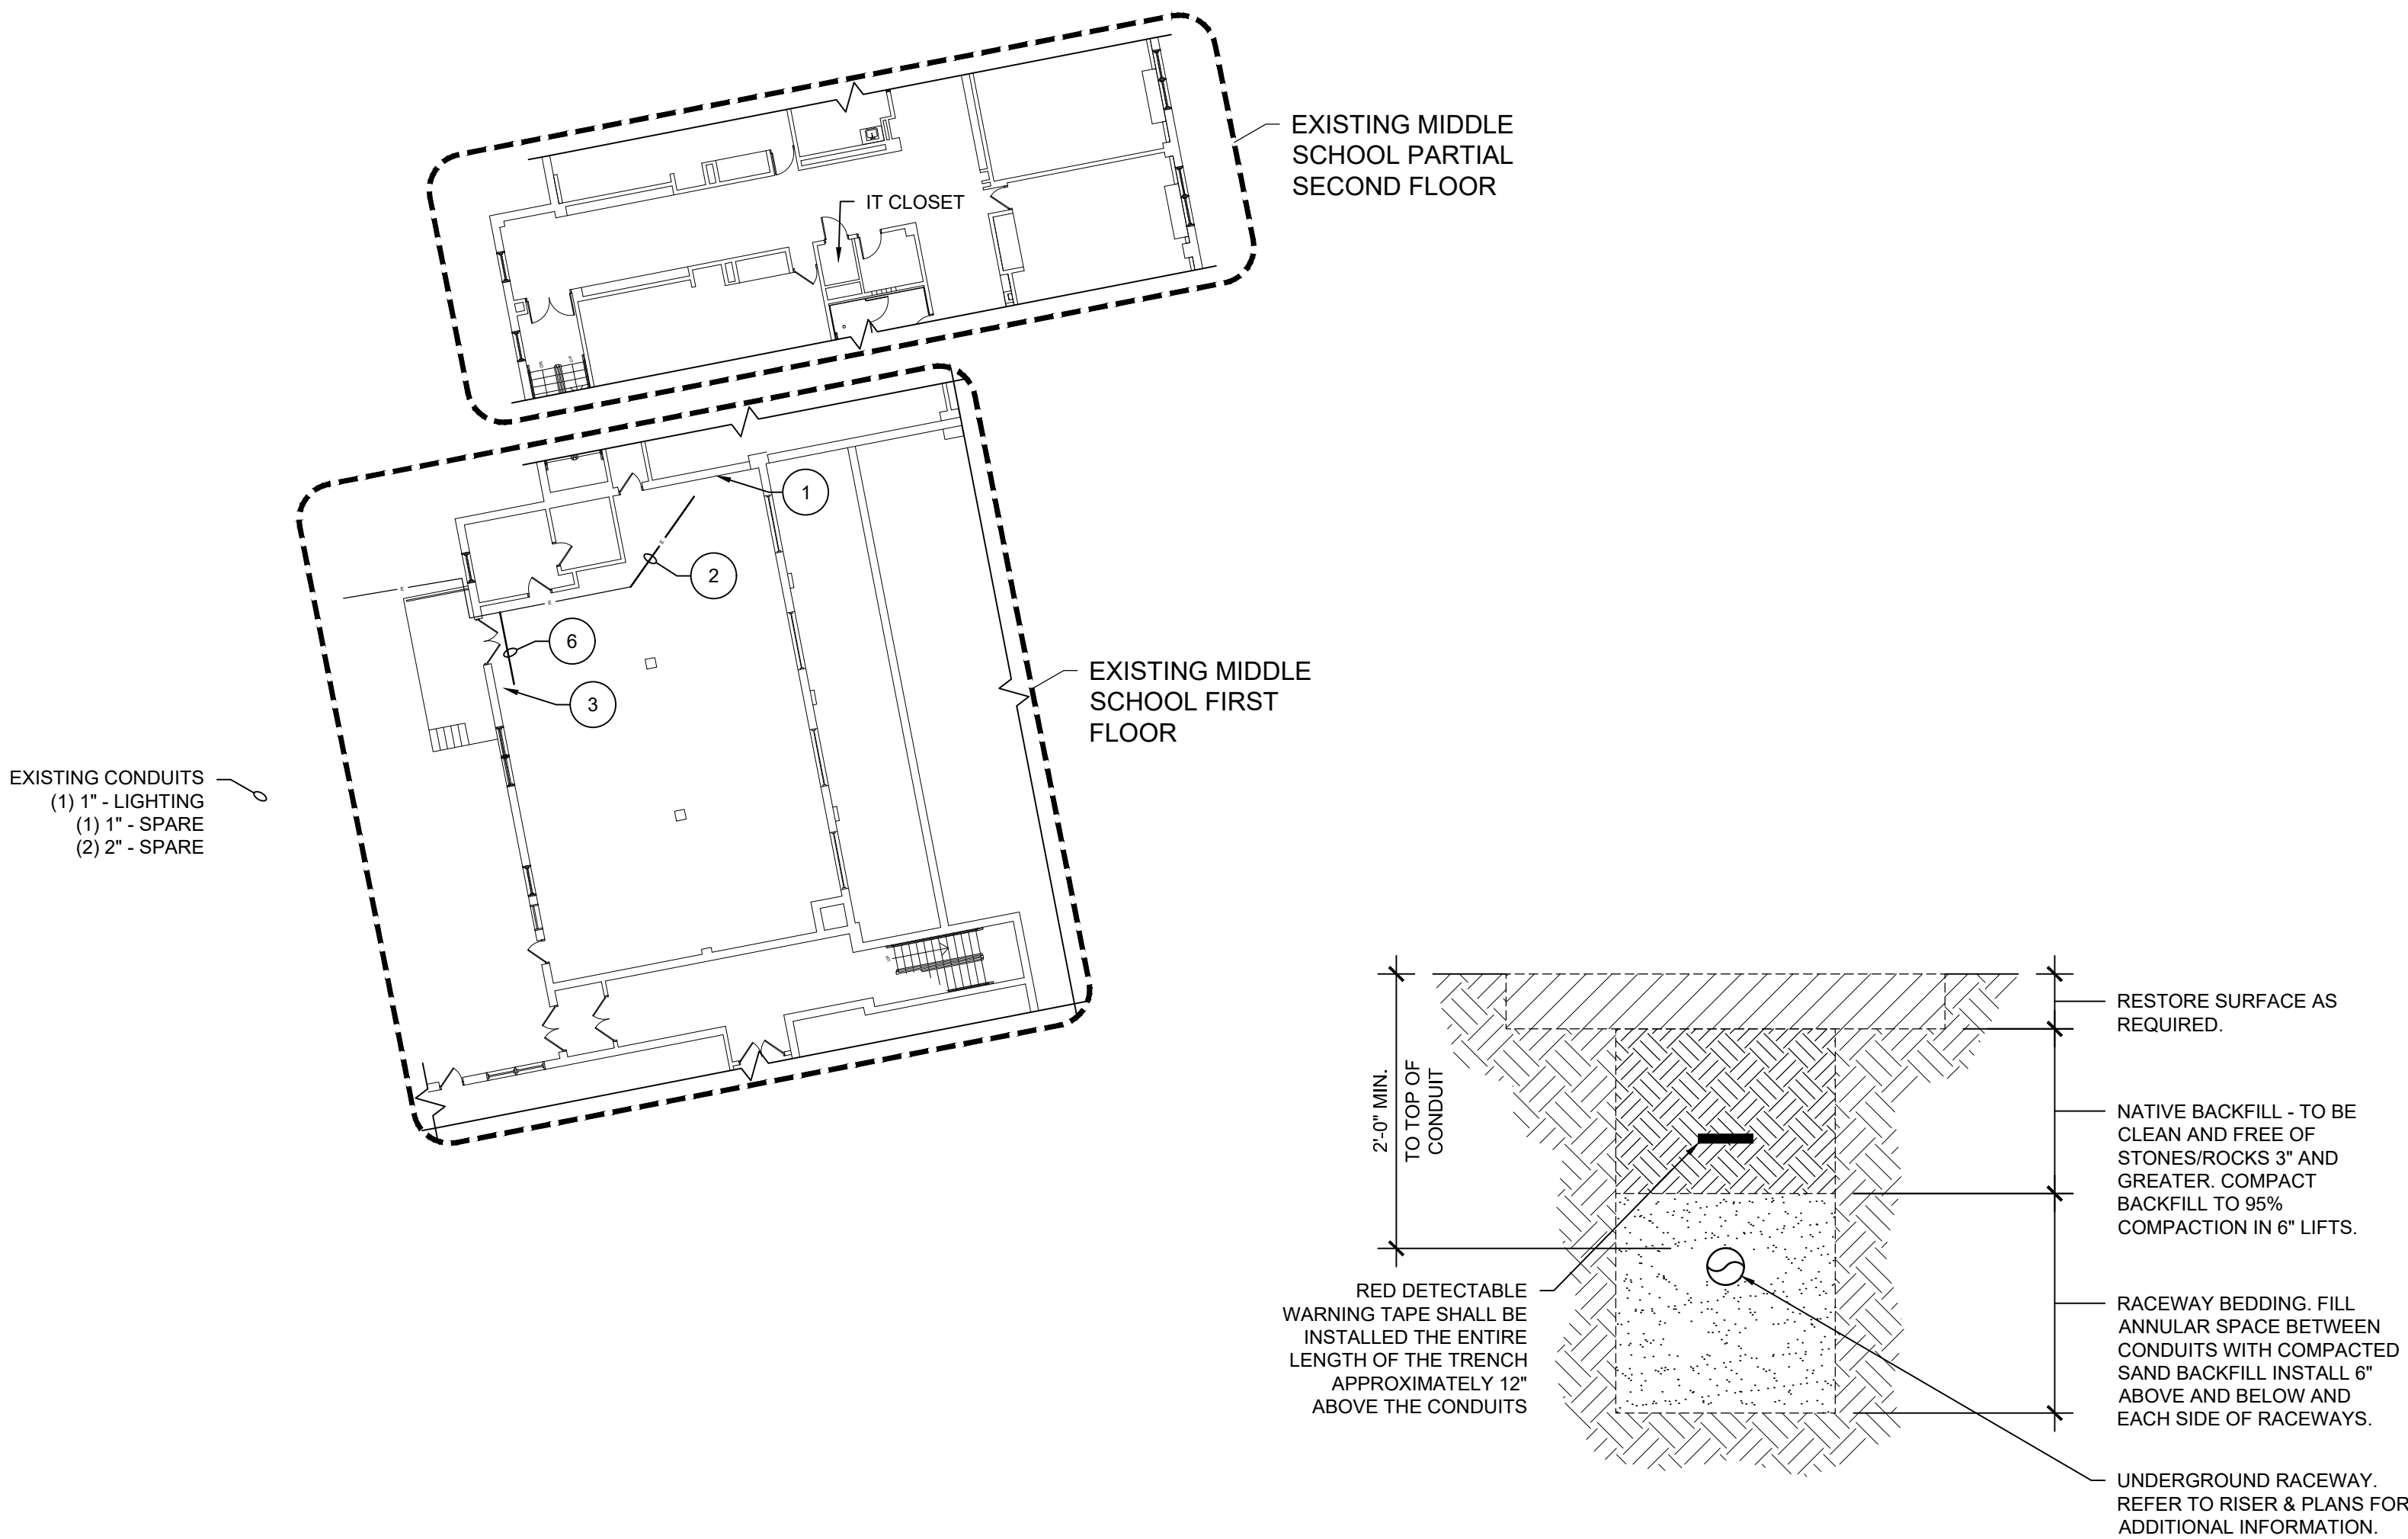 EXISTING MIDDLE
SCHOOL PARTIAL
SECOND FLOOR
IT CLOSET
1
2
E
E
E
6
3
EXISTING MIDDLE
SCHOOL FIRST
FLOOR
EXISTING CONDUITS
(1) 1" - LIGHTING
(1) 1" - SPARE
(2) 2" - SPARE
2'-0" MIN.
TO TOP OF
CONDUIT
RESTORE SURFACE AS
REQUIRED.
NATIVE BACKFILL - TO BE
CLEAN AND FREE OF
STONES/ROCKS 3" AND
GREATER. COMPACT
BACKFILL TO 95%
COMPACTION IN 6" LIFTS.
RED DETECTABLE
WARNING TAPE SHALL BE
INSTALLED THE ENTIRE
LENGTH OF THE TRENCH
APPROXIMATELY 12"
ABOVE THE CONDUITS
RACEWAY BEDDING. FILL
ANNULAR SPACE BETWEEN
CONDUITS WITH COMPACTED
SAND BACKFILL INSTALL 6"
ABOVE AND BELOW AND
EACH SIDE OF RACEWAYS.
UNDERGROUND RACEWAY.
REFER TO RISER & PLANS FOR
ADDITIONAL INFORMATION.